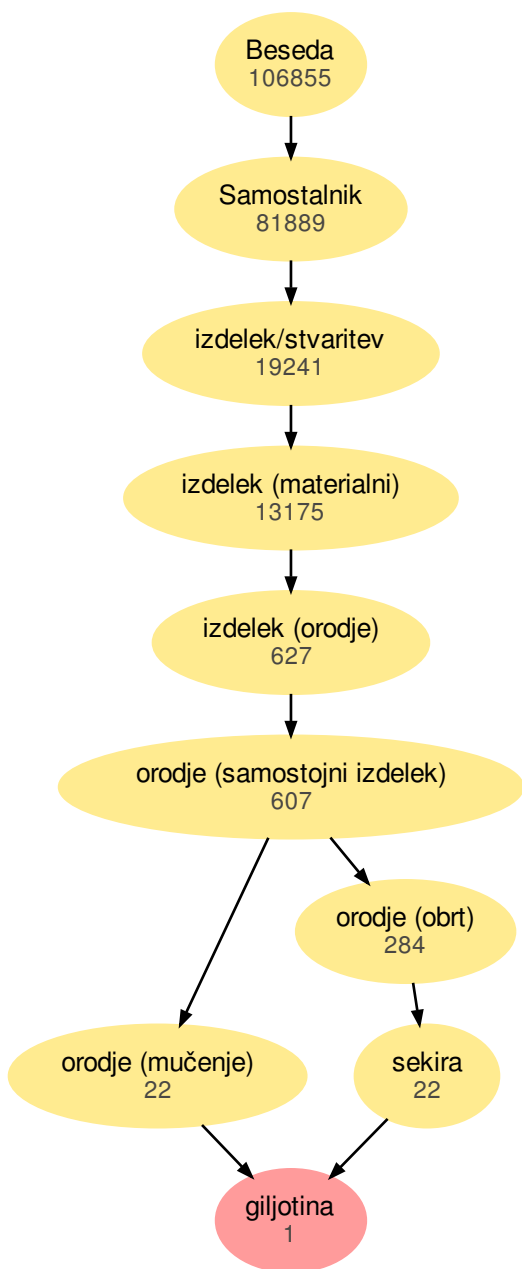 Beseda
106855
Samostalnik
81889
izdelek/stvaritev
19241
izdelek (materialni)
13175
izdelek (orodje)
627
orodje (samostojni izdelek)
607
orodje (obrt)
284
orodje (mučenje)
22
sekira
22
giljotina
1